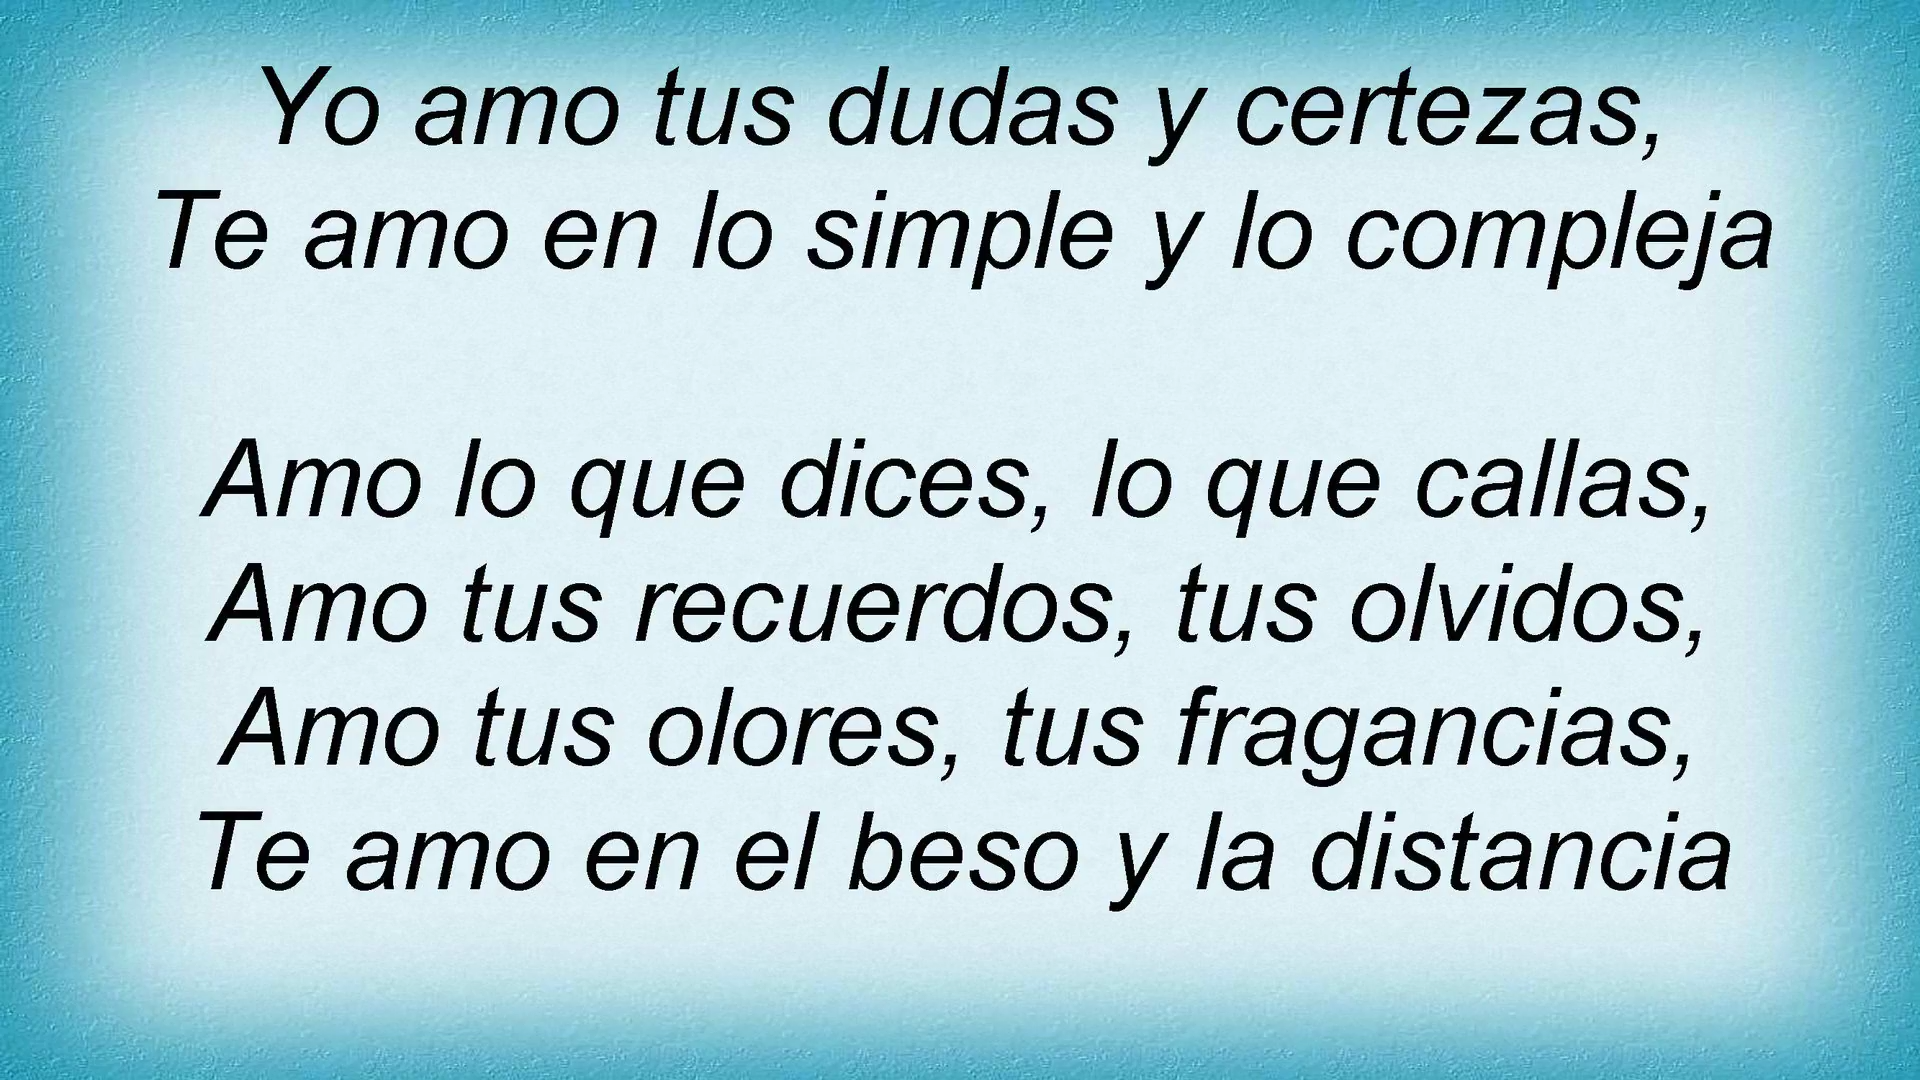 Yo amo tus dudas y certezas,
Te amo en lo simple y lo compleja
Amo lo que dices, lo que callas,
Amo tus recuerdos, tus olvidos,
Amo tus olores, tus fragancias,
Te amo en el beso y la distancia